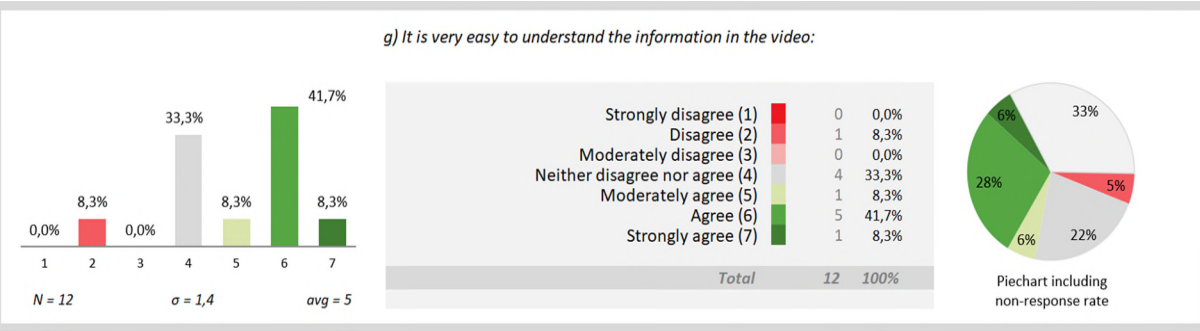 g) It is very easy to understand the information in the video:
41,7%
33,3%
8,3% 8,3% 8,3%
0,0% 0,0%
1 2 3 4 5 6 7
N = 12 σ = 1,4 avg = 5
Strongly disagree (1) 0 0,0%
Disagree (2) 1 8,3%
Moderately disagree (3) 0 0,0%
Neither disagree nor agree (4) 4 33,3%
Moderately agree (5) 1 8,3%
Agree (6) 5 41,7%
Strongly agree (7) 1 8,3%
Total 12 100%
6% 33%
28% 5%
6% 22%
Piechart including
non-response rate